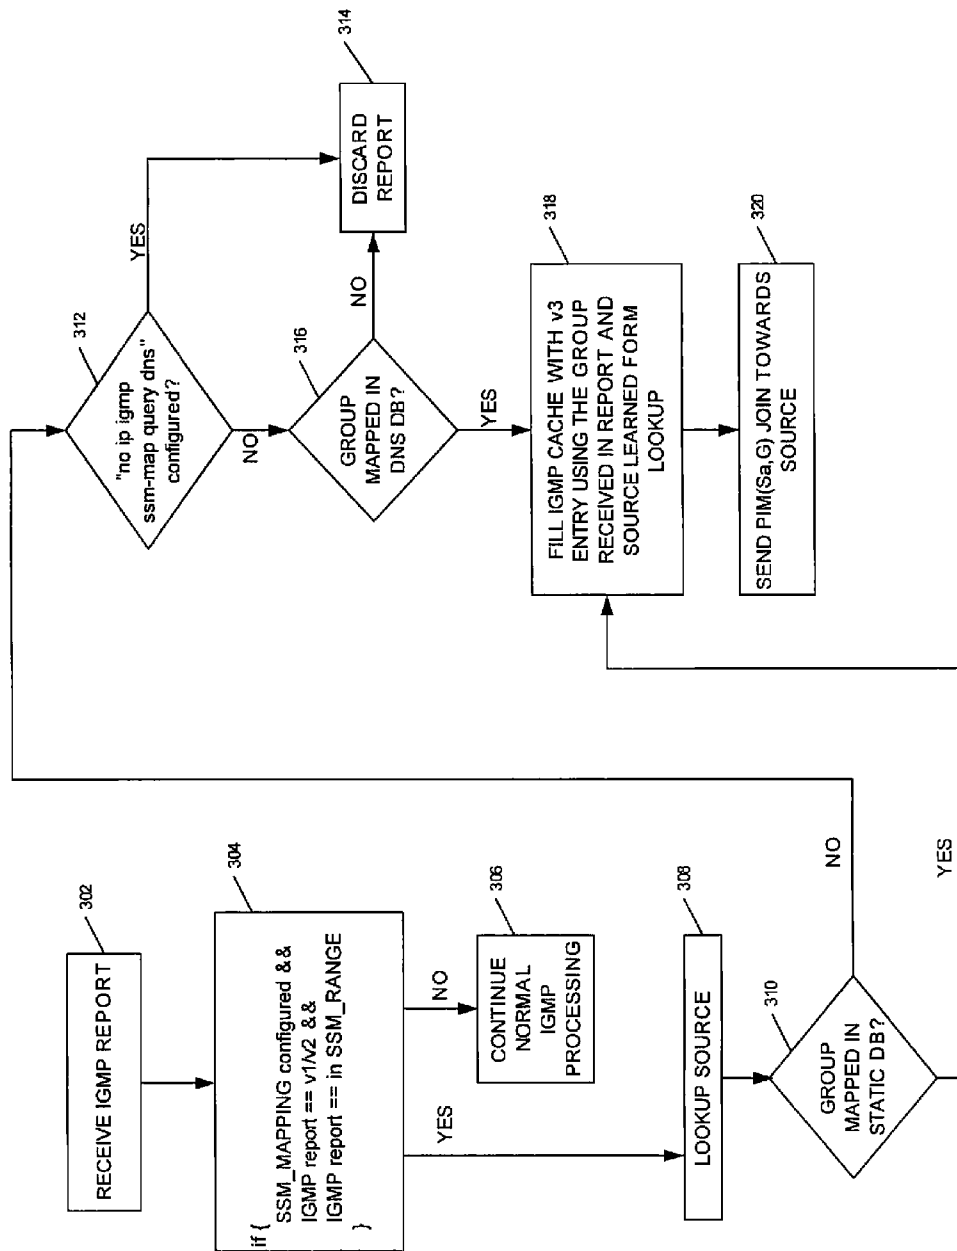 302
RECEIVE IGMP REPORT
304
if {
SSM_MAPPING configured &&
IGMP report == v1/v2 &&
IGMP report == in SSM_RANGE
}
NO
306
CONTINUE
NORMAL
IGMP
PROCESSING
YES
308
LOOKUP SOURCE
310
GROUP
MAPPED IN
STATIC DB?
NO
YES
312
"no ip igmp
ssm-map query dns"
configured?
YES
314
DISCARD
REPORT
NO
316
GROUP
MAPPED IN
DNS DB?
NO
YES
318
FILL IGMP CACHE WITH v3
ENTRY USING THE GROUP
RECEIVED IN REPORT AND
SOURCE LEARNED FORM
LOOKUP
320
SEND PIM(Sa,G) JOIN TOWARDS
SOURCE